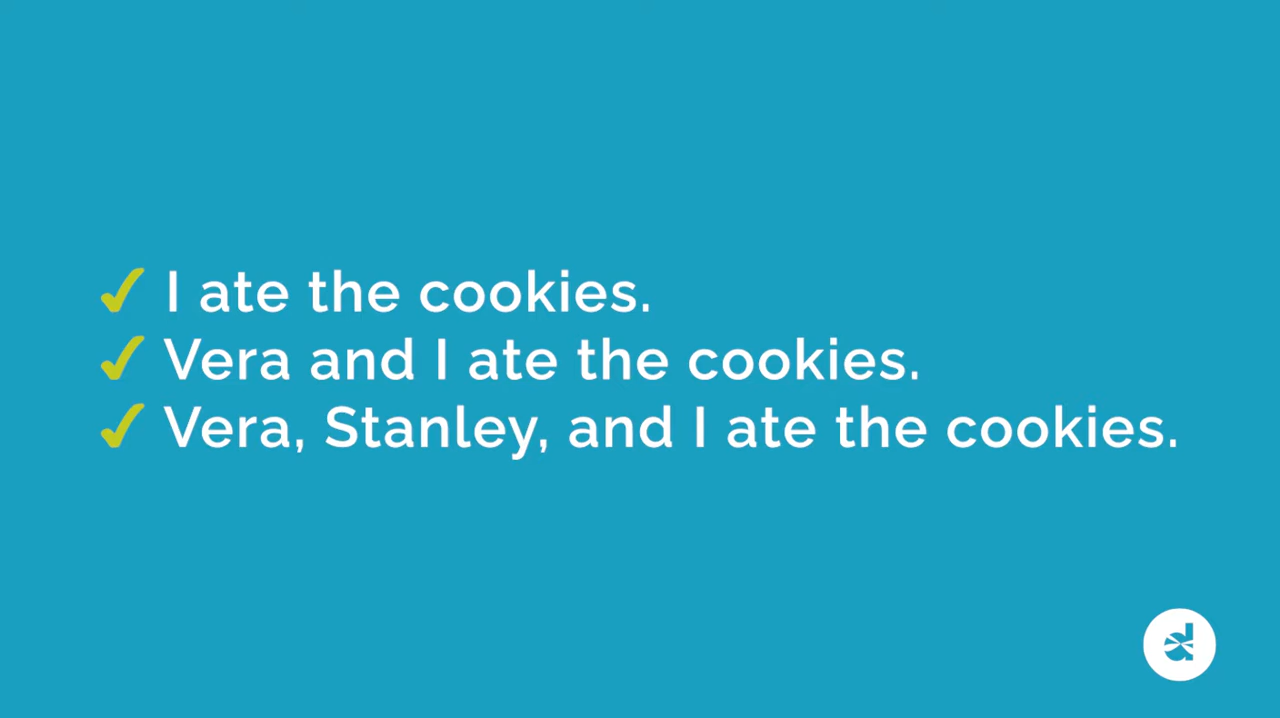 ✓ I ate the cookies.
✓ Vera and I ate the cookies.
✓ Vera, Stanley, and I ate the cookies.
d